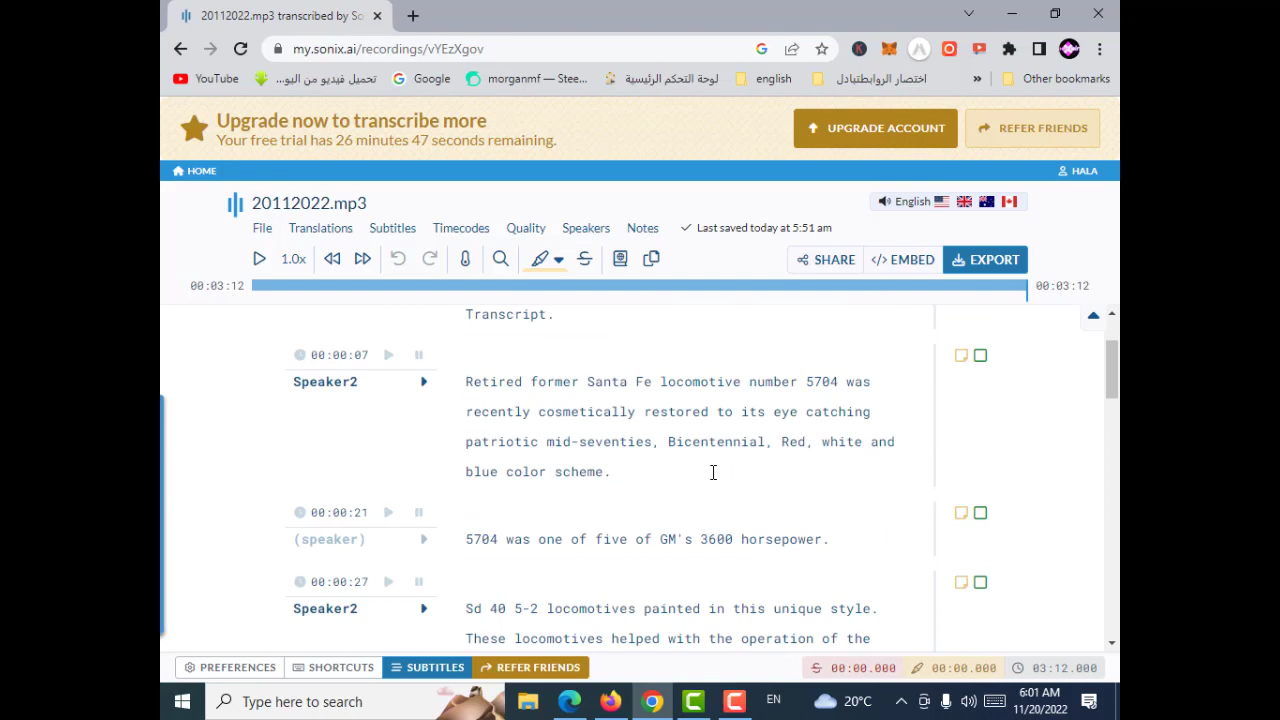 20112022.mp3 transcribed by So
my.sonix.ai/recordings/vYEzXgov
YouTube
تحميل فيديو من اليو...
Google
morganmf — Stee...
لوحة التحكم الرئيسية
english
اختصار الروابطتبادل
»
Other bookmarks
Upgrade now to transcribe more
Your free trial has 26 minutes 47 seconds remaining.
UPGRADE ACCOUNT
REFER FRIENDS
HOME
HALA
20112022.mp3
English
File Translations Subtitles Timecodes Quality Speakers Notes Last saved today at 5:51 am
1.0x
SHARE
</> EMBED
EXPORT
00:03:12
00:03:12
Transcript.
00:00:07
Speaker2
Retired former Santa Fe locomotive number 5704 was
recently cosmetically restored to its eye catching
patriotic mid-seventies, Bicentennial, Red, white and
blue color scheme.
00:00:21
(speaker)
5704 was one of five of GM's 3600 horsepower.
00:00:27
Speaker2
Sd 40 5-2 locomotives painted in this unique style.
These locomotives helped with the operation of the
PREFERENCES
SHORTCUTS
SUBTITLES
REFER FRIENDS
00:00.000
00:00.000
03:12.000
Type here to search
EN
20°C
6:01 AM
11/20/2022